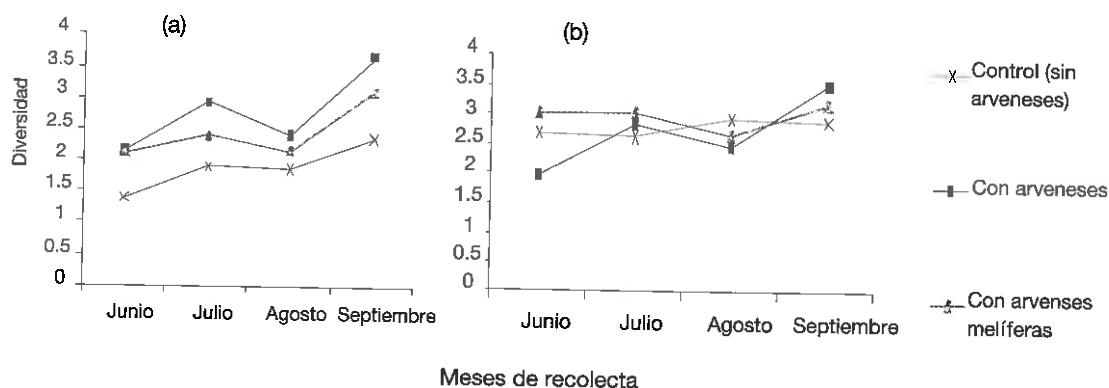 (a)
4
3.5
3
2.5
2
1.5
1
0.5
0
Diversidad
Junio Julio Agosto Septiembre
(b)
4
3.5
3
2.5
2
1.5
1
0.5
0
Junio Julio Agosto Septiembre
Meses de recolecta
Control (sin
arveneses)
Con arveneses
Con arvenses
melíferas